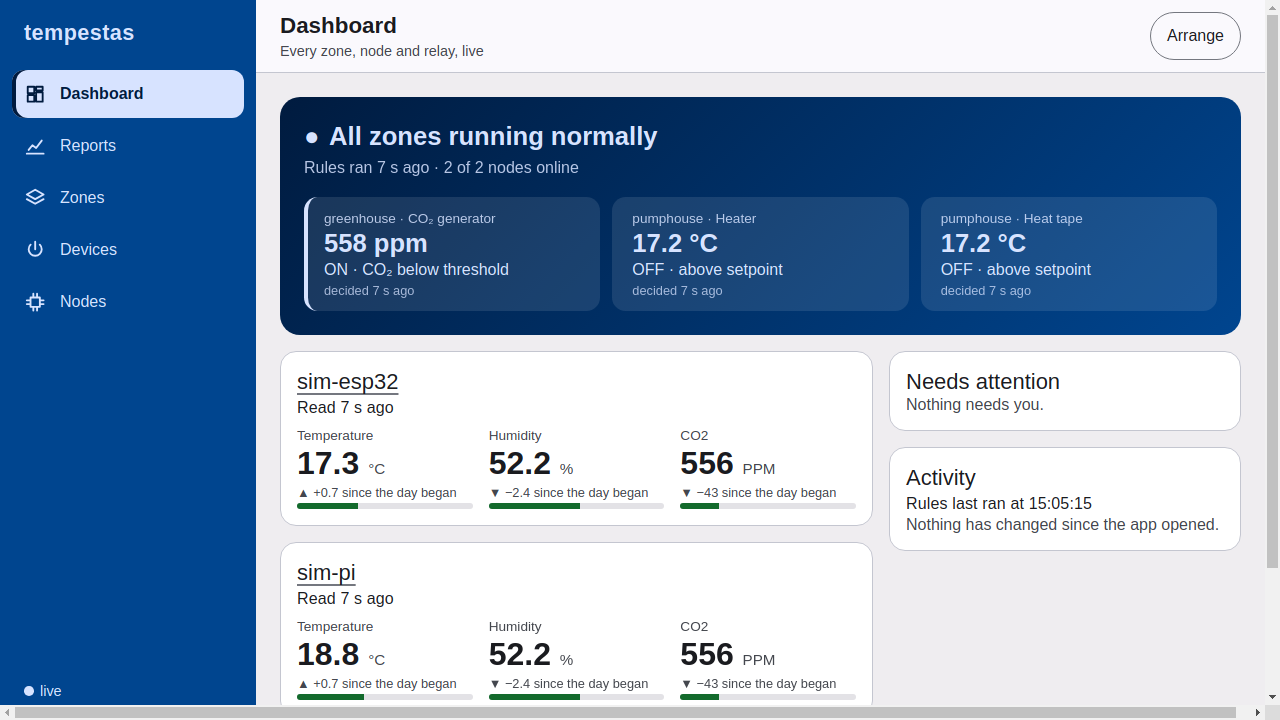 tempestas
Dashboard
Reports
Zones
Devices
Nodes
live
Dashboard
Every zone, node and relay, live
Arrange
● All zones running normally
Rules ran 7 s ago · 2 of 2 nodes online
greenhouse · CO₂ generator
558 ppm
ON · CO₂ below threshold
decided 7 s ago
pumphouse · Heater
17.2 °C
OFF · above setpoint
decided 7 s ago
pumphouse · Heat tape
17.2 °C
OFF · above setpoint
decided 7 s ago
sim-esp32
Read 7 s ago
Temperature
17.3 °C
▲ +0.7 since the day began
Humidity
52.2 %
▼ −2.4 since the day began
CO2
556 PPM
▼ −43 since the day began
sim-pi
Read 7 s ago
Temperature
18.8 °C
▲ +0.7 since the day began
Humidity
52.2 %
▼ −2.4 since the day began
CO2
556 PPM
▼ −43 since the day began
Needs attention
Nothing needs you.
Activity
Rules last ran at 15:05:15
Nothing has changed since the app opened.